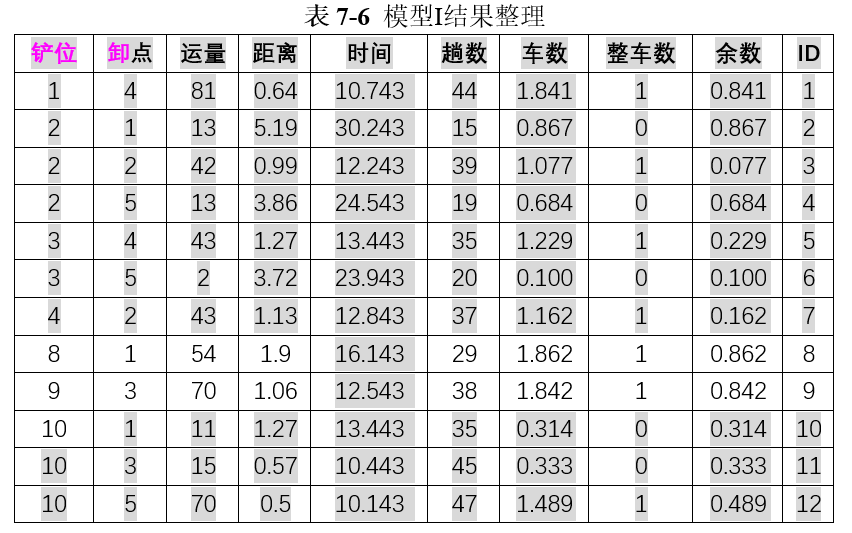 表 7-6 模型I结果整理
铲位 卸点 运量 距离 时间 趟数 车数 整车数 余数 ID
1 4 81 0.64 10.743 44 1.841 1 0.841 1
2 1 13 5.19 30.243 15 0.867 0 0.867 2
2 2 42 0.99 12.243 39 1.077 1 0.077 3
2 5 13 3.86 24.543 19 0.684 0 0.684 4
3 4 43 1.27 13.443 35 1.229 1 0.229 5
3 5 2 3.72 23.943 20 0.100 0 0.100 6
4 2 43 1.13 12.843 37 1.162 1 0.162 7
8 1 54 1.9 16.143 29 1.862 1 0.862 8
9 3 70 1.06 12.543 38 1.842 1 0.842 9
10 1 11 1.27 13.443 35 0.314 0 0.314 10
10 3 15 0.57 10.443 45 0.333 0 0.333 11
10 5 70 0.5 10.143 47 1.489 1 0.489 12